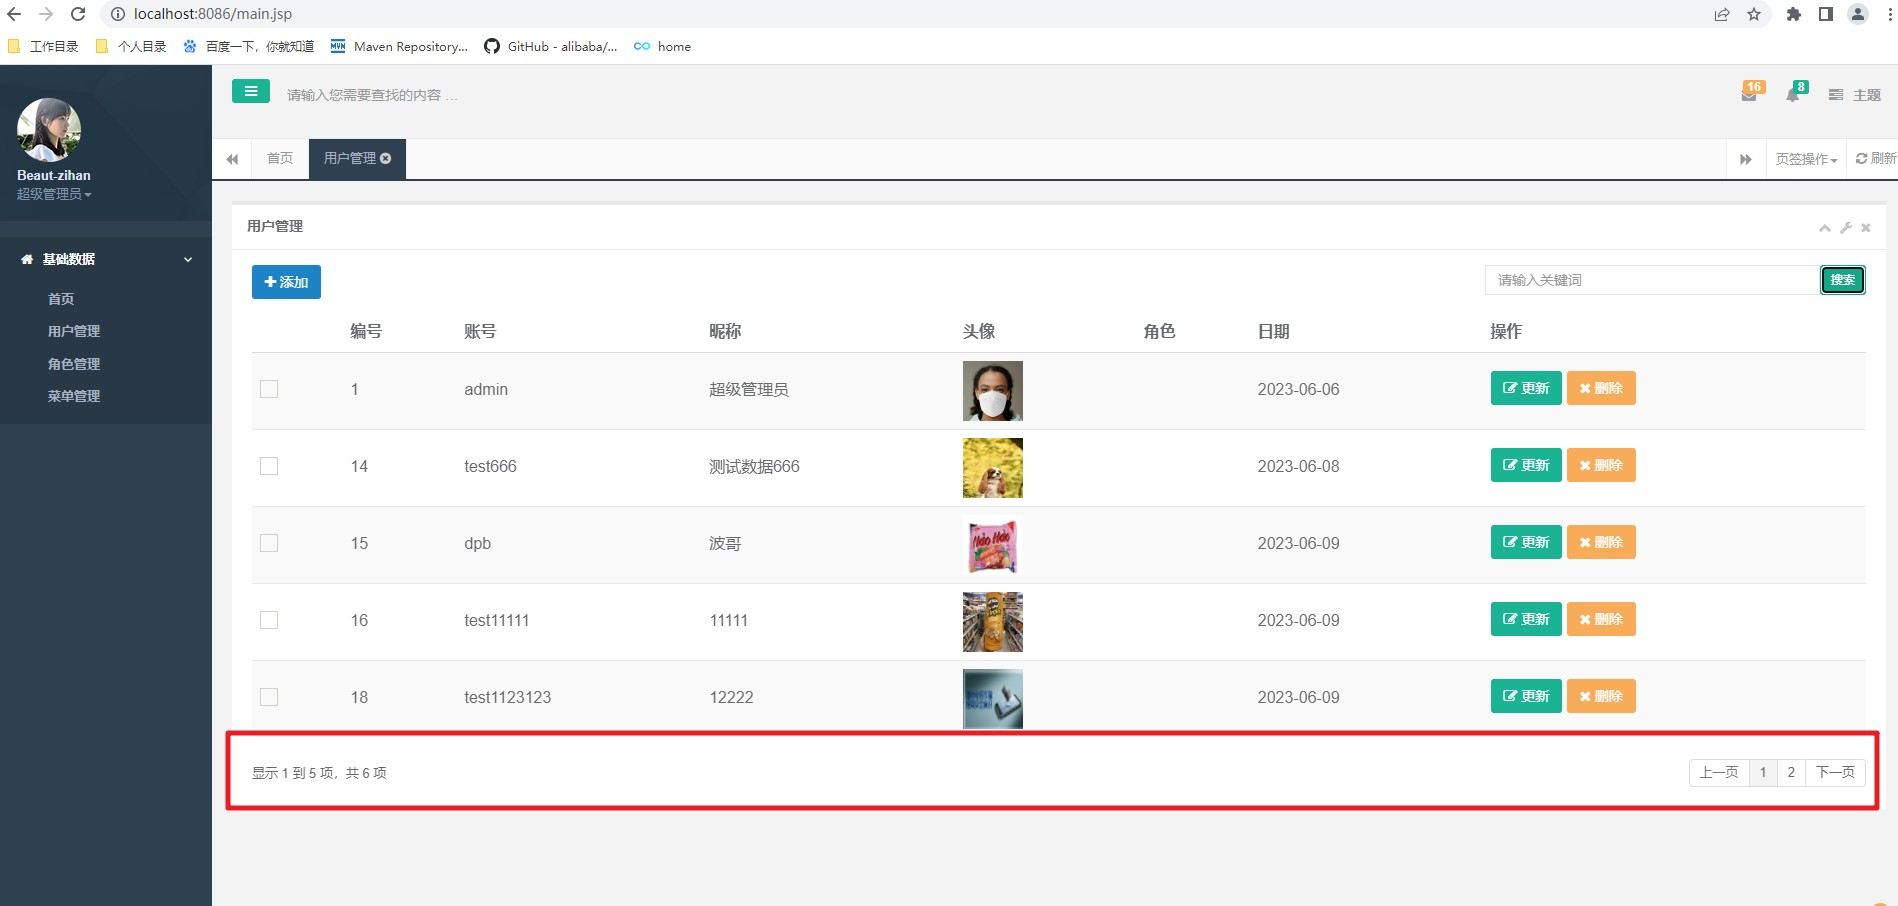 localhost:8086/main.jsp
工作目录 个人目录 百度一下，你就知道 Maven Repository... GitHub - alibaba/... home
请输入您需要查找的内容 ... 16 8 主题
Beaut-zihan
超级管理员
首页 用户管理 页签操作 刷新
基础数据
首页
用户管理
角色管理
菜单管理
用户管理
添加 请输入关键词 搜索
编号 账号 昵称 头像 角色 日期 操作
1 admin 超级管理员 2023-06-06 更新 删除
14 test666 测试数据666 2023-06-08 更新 删除
15 dpb 波哥 Hảo Hảo 2023-06-09 更新 删除
16 test11111 11111 2023-06-09 更新 删除
18 test1123123 12222 2023-06-09 更新 删除
显示 1 到 5 项，共 6 项 上一页 1 2 下一页